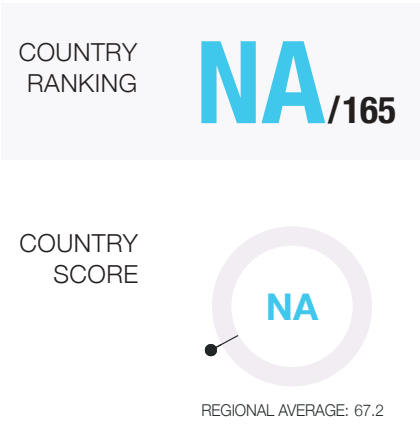 COUNTRY
RANKING
NA/165
COUNTRY
SCORE
NA
REGIONAL AVERAGE: 67.2